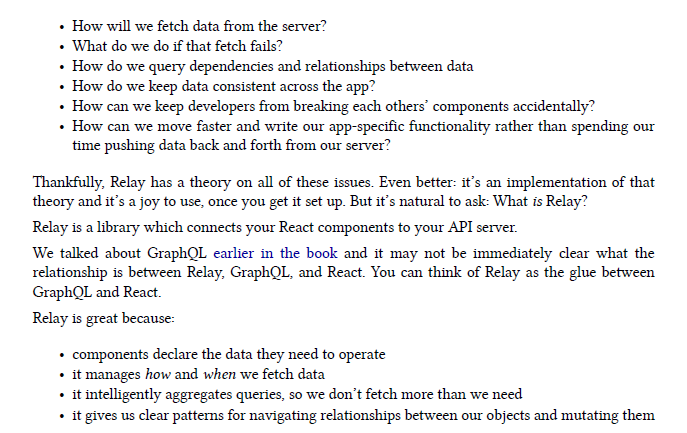 • How will we fetch data from the server?
• What do we do if that fetch fails?
• How do we query dependencies and relationships between data
• How do we keep data consistent across the app?
• How can we keep developers from breaking each others’ components accidentally?
• How can we move faster and write our app-specific functionality rather than spending our
time pushing data back and forth from our server?
Thankfully, Relay has a theory on all of these issues. Even better: it’s an implementation of that
theory and it’s a joy to use, once you get it set up. But it’s natural to ask: What is Relay?
Relay is a library which connects your React components to your API server.
We talked about GraphQL earlier in the book and it may not be immediately clear what the
relationship is between Relay, GraphQL, and React. You can think of Relay as the glue between
GraphQL and React.
Relay is great because:
• components declare the data they need to operate
• it manages how and when we fetch data
• it intelligently aggregates queries, so we don’t fetch more than we need
• it gives us clear patterns for navigating relationships between our objects and mutating them